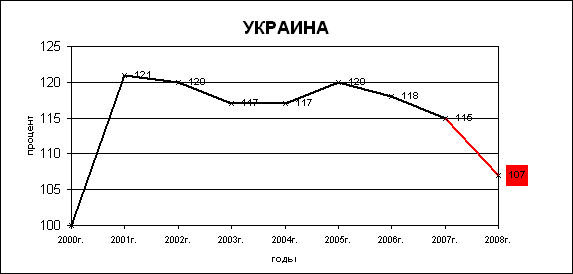 УКРАИНА
125
120
115
110
105
100
процент
121
120
117
117
120
118
115
107
2000г.
2001г.
2002г.
2003г.
2004г.
2005г.
2006г.
2007г.
2008г.
годы